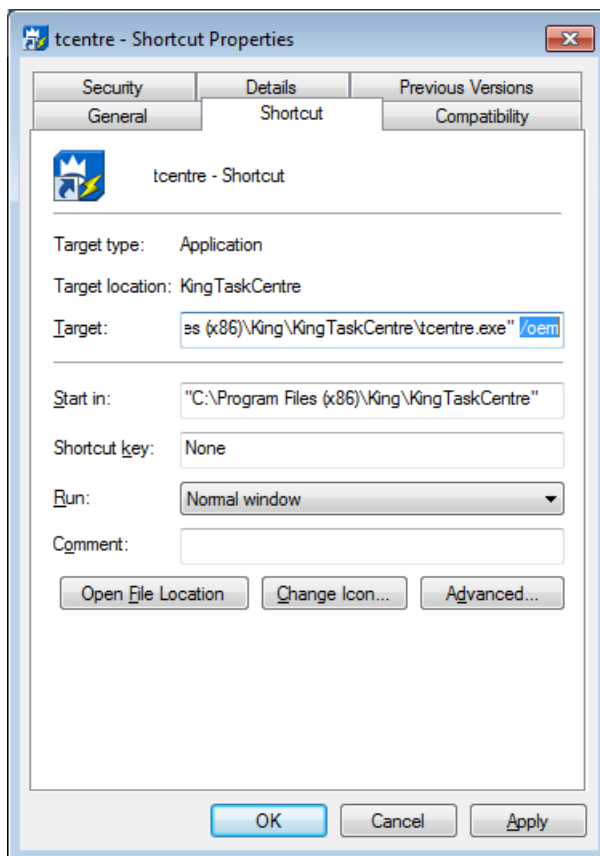 tcentre - Shortcut Properties
Security Details Previous Versions
General Shortcut Compatibility
tcentre - Shortcut
Target type: Application
Target location: KingTaskCentre
Target: es (x86)\King\KingTaskCentre\tcentre.exe" /oem
Start in: "C:\Program Files (x86)\King\KingTaskCentre"
Shortcut key: None
Run: Normal window
Comment:
Open File Location Change Icon... Advanced...
OK Cancel Apply